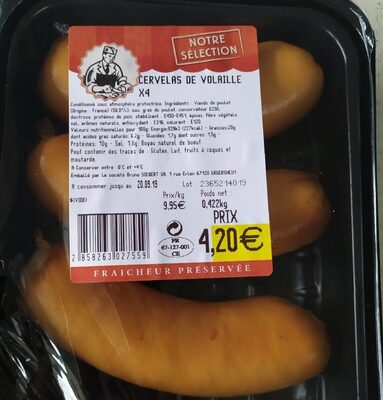 NOTRE
SÉLECTION
CERVELAS DE VOLAILLE
X4
Conditionné sous atmosphère protectrice. Ingrédients : Viande de poulet
(Origine : France) (58,8%), eau gras de poulet, conservateur E250,
dextrose, protéines de pois, stabilisant : E450-E451, épices, fibre végétale,
sel, arômes naturels, antioxydant : E316, colorant : E120.
Valeurs nutritionnelles pour 100g Energie:939kJ (227kcal) - Graisses:20g
dont acides gras saturés: 6,2g - Glucides: 1,7g dont sucres: 1,5g -
Protéines: 10g - Sel: 1,6g. Boyau naturel de boeuf.
Peut contenir des traces de : Gluten, lait, fruits à coques et
moutarde.
A Conserver entre 0°C et +4°C
Emballé par la société Bruno SIEBERT SA. 1 rue Erlen 67120 ERGERSHEIM
A consommer jusqu au 20.09.19 Lot 23652 140 19
(#VIDE#) Prix/kg Poids net
9,95€ 0,422kg
PRIX
4,20€
FR
67-127-001
CE
2 858263 027559
FRAICHEUR PRÉSERVÉE